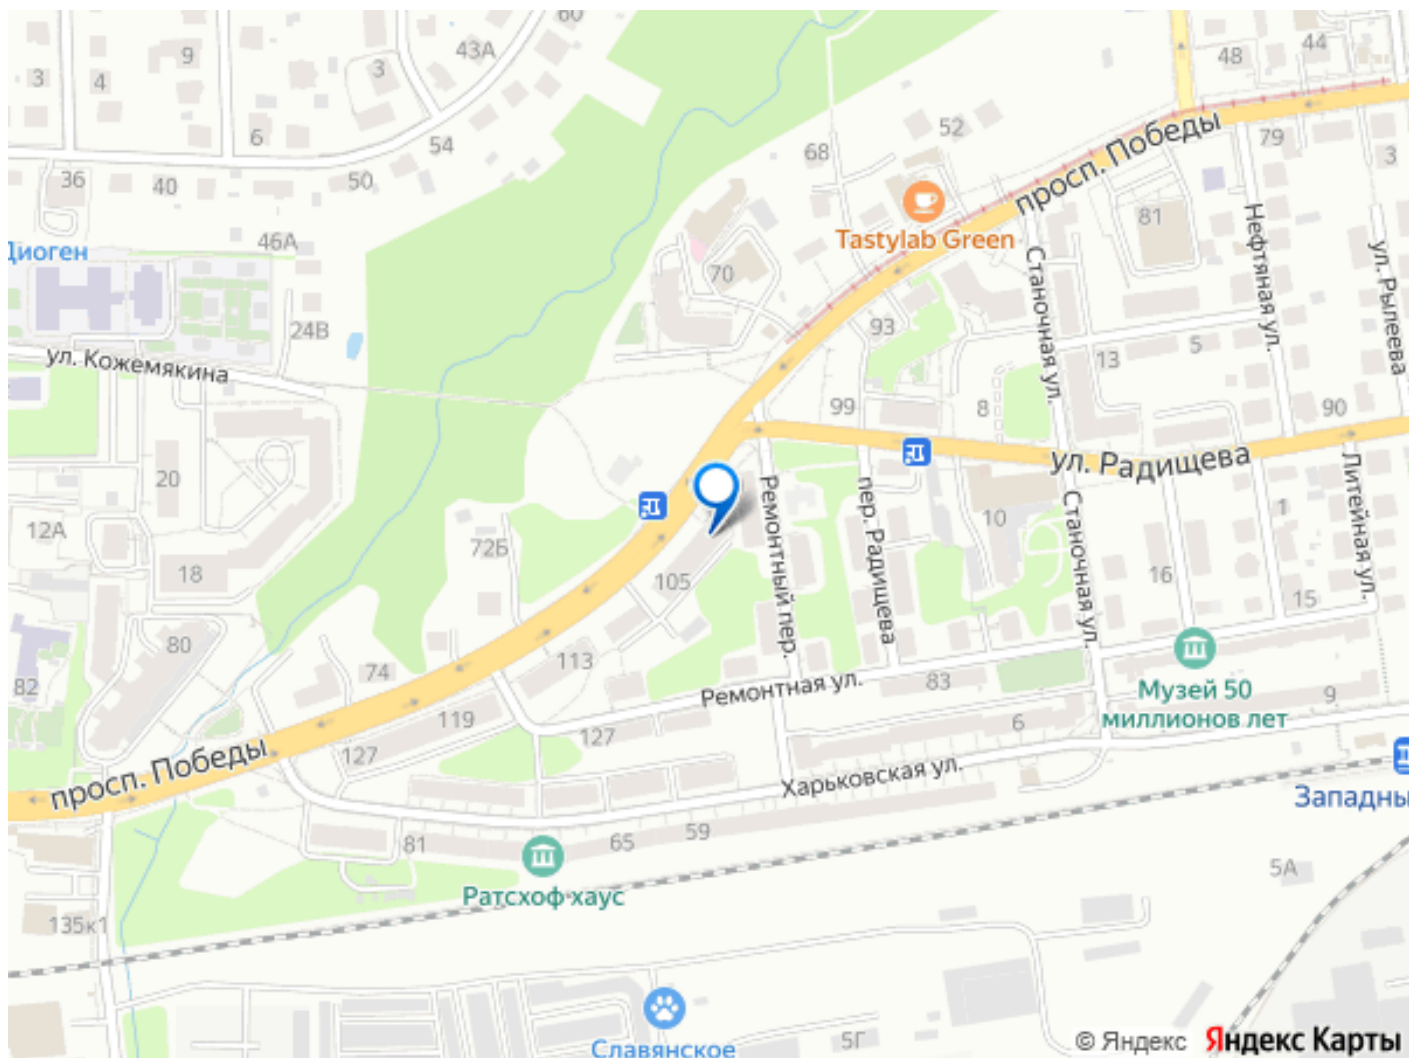 60
43А
9
3
3
4
44
48
6
54
52
68
просп. Победы
79
3
36
40
50
46А
Диоген
Tastylab Green
81
Нефтяная ул.
ул. Рылеева
70
24В
93
Станочная ул.
13
5
ул. Кожемякина
99
8
90
ул. Радищева
20
12А
72Б
18
105
Ремонтный пер.
пер. Радищева
10
Станочная ул.
16
1
Литейная ул.
15
80
82
74
113
119
127
127
Ремонтная ул.
83
6
Музей 50
миллионов лет
9
просп. Победы
Харьковская ул.
Западны
81
65
59
Ратсхоф хаус
5А
135к1
5Г
Славянское
© Яндекс Яндекс Карты